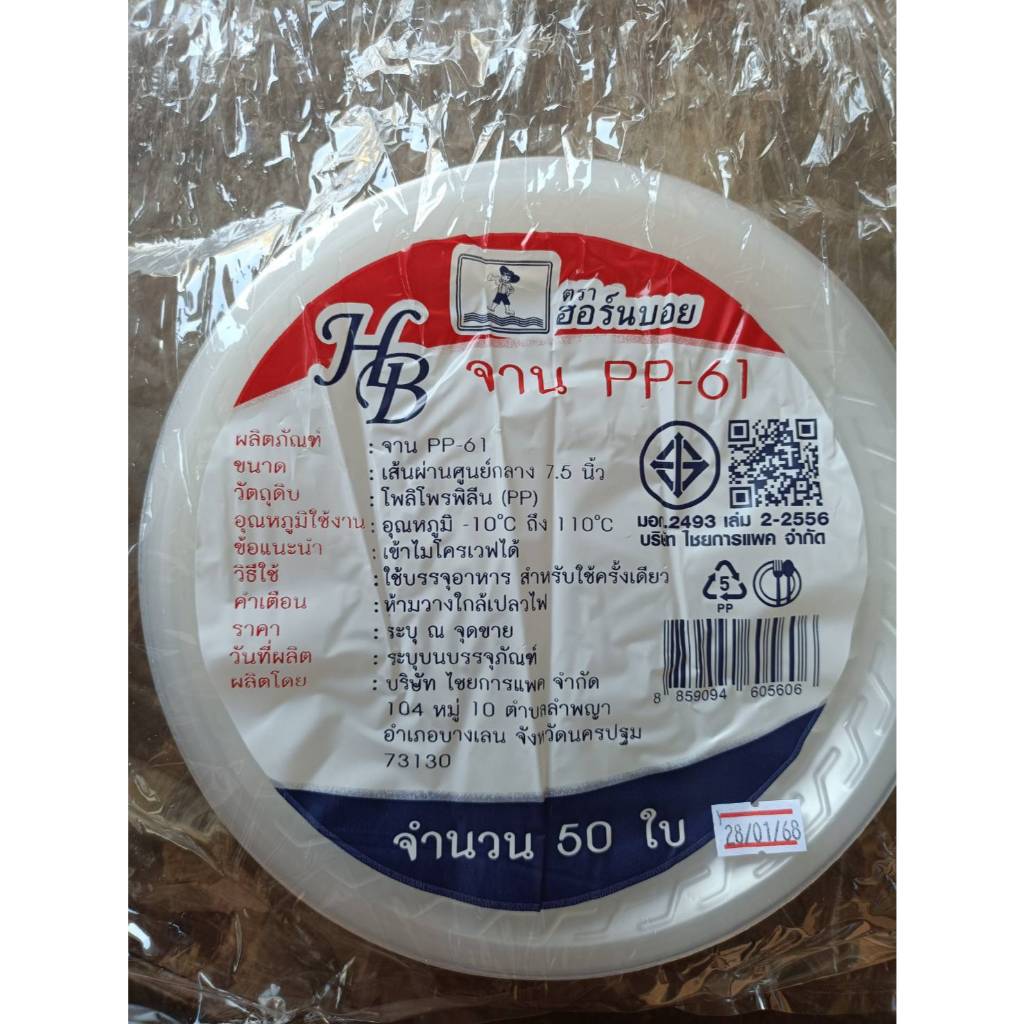 ตรา
ฮอร์นบอย
HB
จาน PP-61
ผลิตภัณฑ์ : จาน PP-61
ขนาด : เส้นผ่านศูนย์กลาง 7.5 นิ้ว
วัตถุดิบ : โพลิโพรพิลีน (PP)
อุณหภูมิใช้งาน : อุณหภูมิ -10°C ถึง 110°C
ข้อแนะนำ : เข้าไมโครเวฟได้
วิธีใช้ : ใช้บรรจุอาหาร สำหรับใช้ครั้งเดียว
คำเตือน : ห้ามวางใกล้เปลวไฟ
ราคา : ระบุ ณ จุดขาย
วันที่ผลิต : ระบุบนบรรจุภัณฑ์
ผลิตโดย : บริษัท ไชยการแพค จำกัด
104 หมู่ 10 ตำบลลำพญา
อำเภอบางเลน จังหวัดนครปฐม
73130
มอก.2493 เล่ม 2-2556
บริษัท ไชยการแพค จำกัด
5
PP
8 859094 605606
จำนวน 50 ใบ
28/01/68